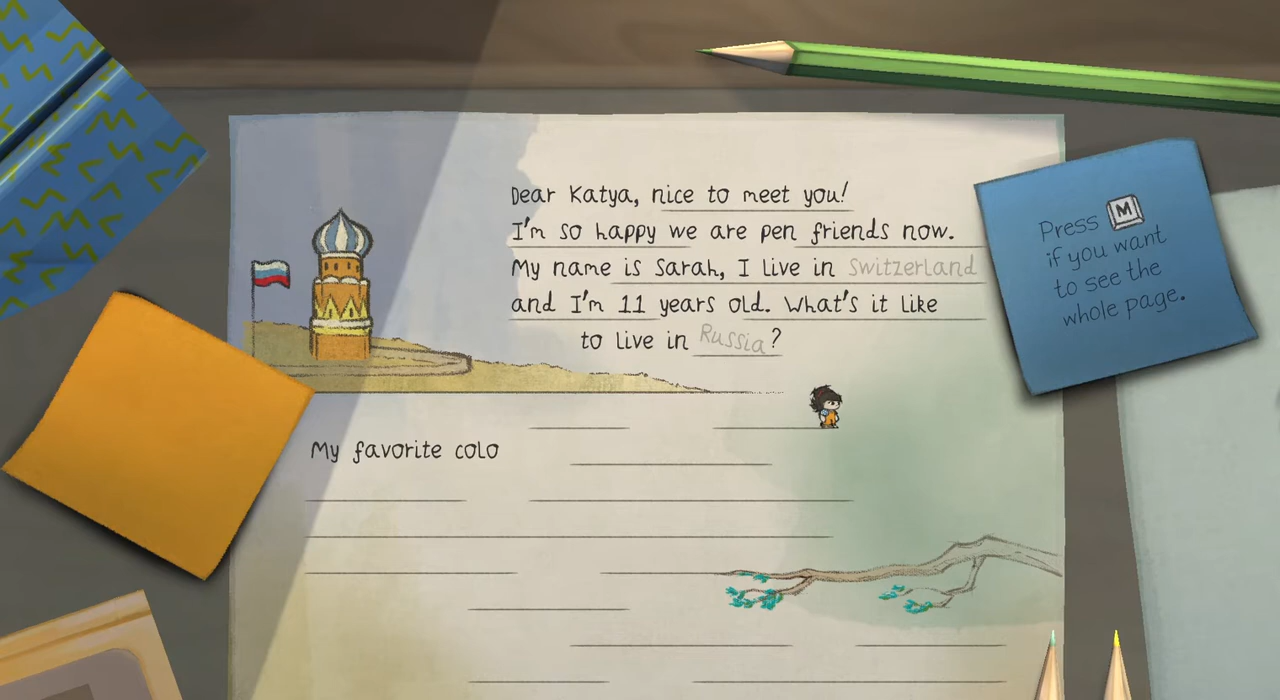 Dear Katya, nice to meet you!
I'm so happy we are pen friends now.
My name is Sarah, I live in Switzerland
and I'm 11 years old. What's it like
to live in Russia?
My favorite colo
Press M
if you want
to see the
whole page.